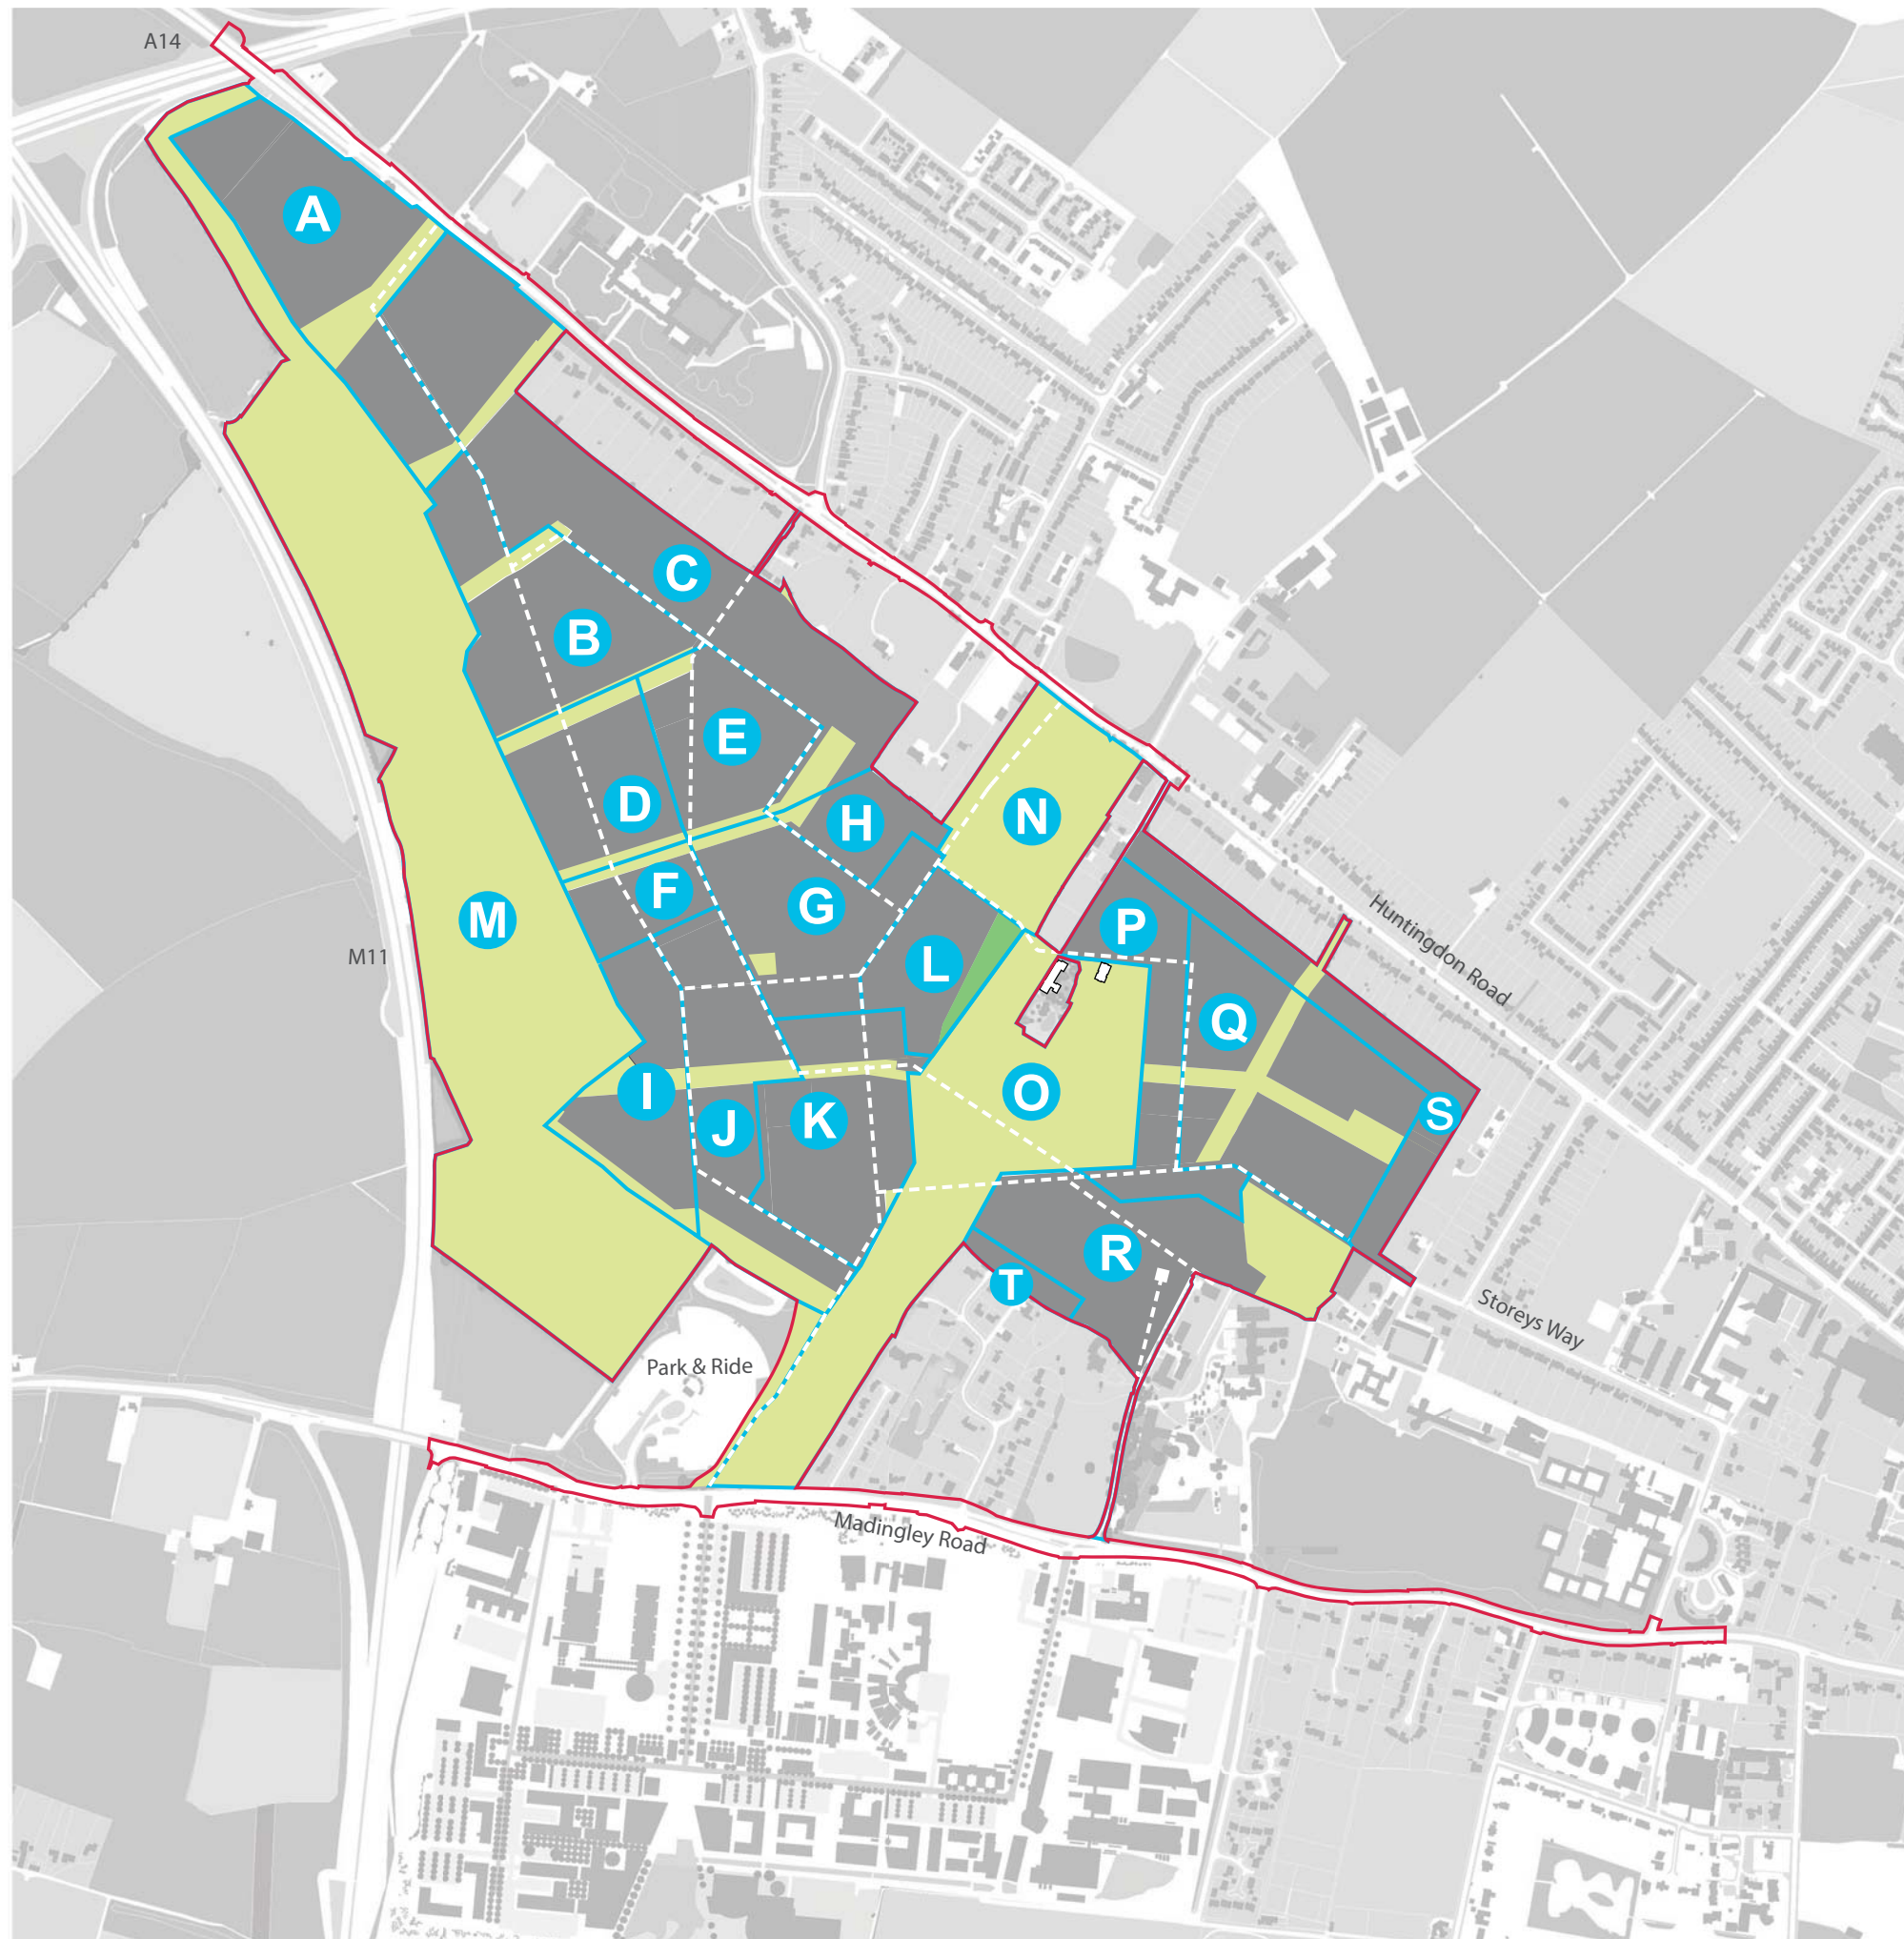 A14
A
C
B
E
D
H
N
F
G
M
P
L
M11
Huntingdon Road
Q
I
O
J
K
S
R
T
Storeys Way
Park & Ride
Madingley Road